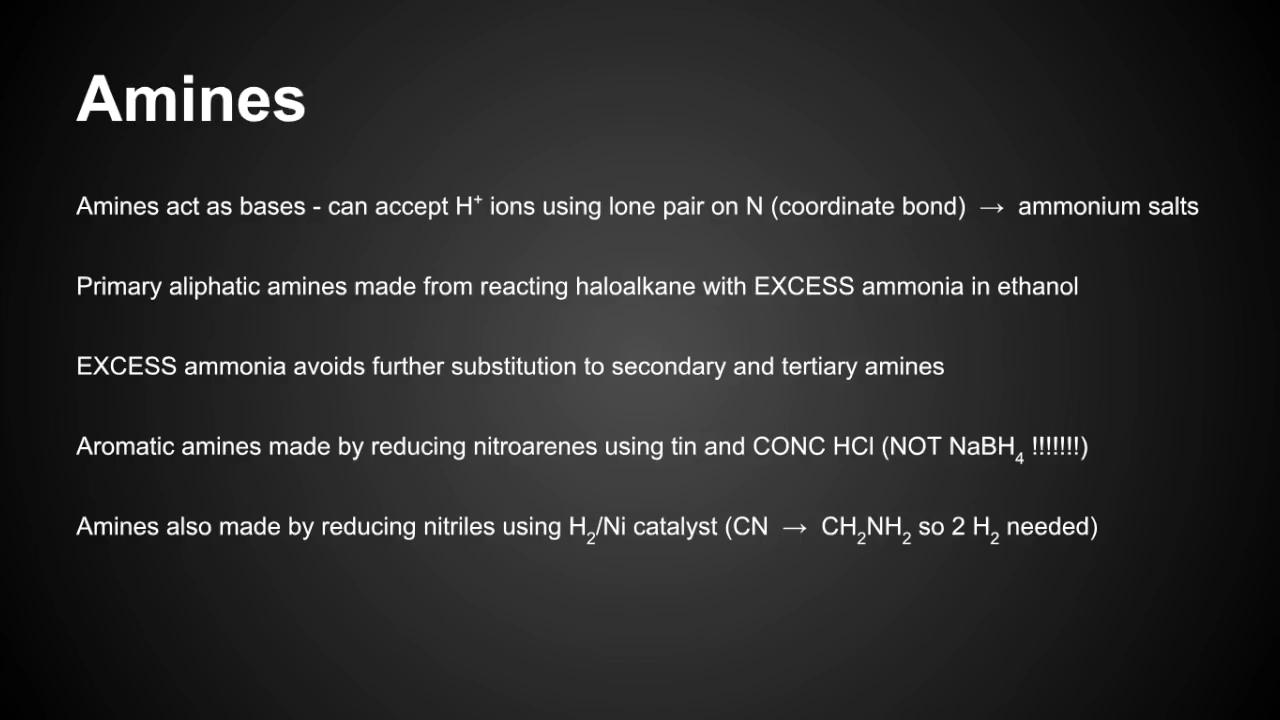 Amines
Amines act as bases - can accept H⁺ ions using lone pair on N (coordinate bond) → ammonium salts
Primary aliphatic amines made from reacting haloalkane with EXCESS ammonia in ethanol
EXCESS ammonia avoids further substitution to secondary and tertiary amines
Aromatic amines made by reducing nitroarenes using tin and CONC HCl (NOT NaBH₄ !!!!!!!)
Amines also made by reducing nitriles using H₂/Ni catalyst (CN → CH₂NH₂ so 2 H₂ needed)